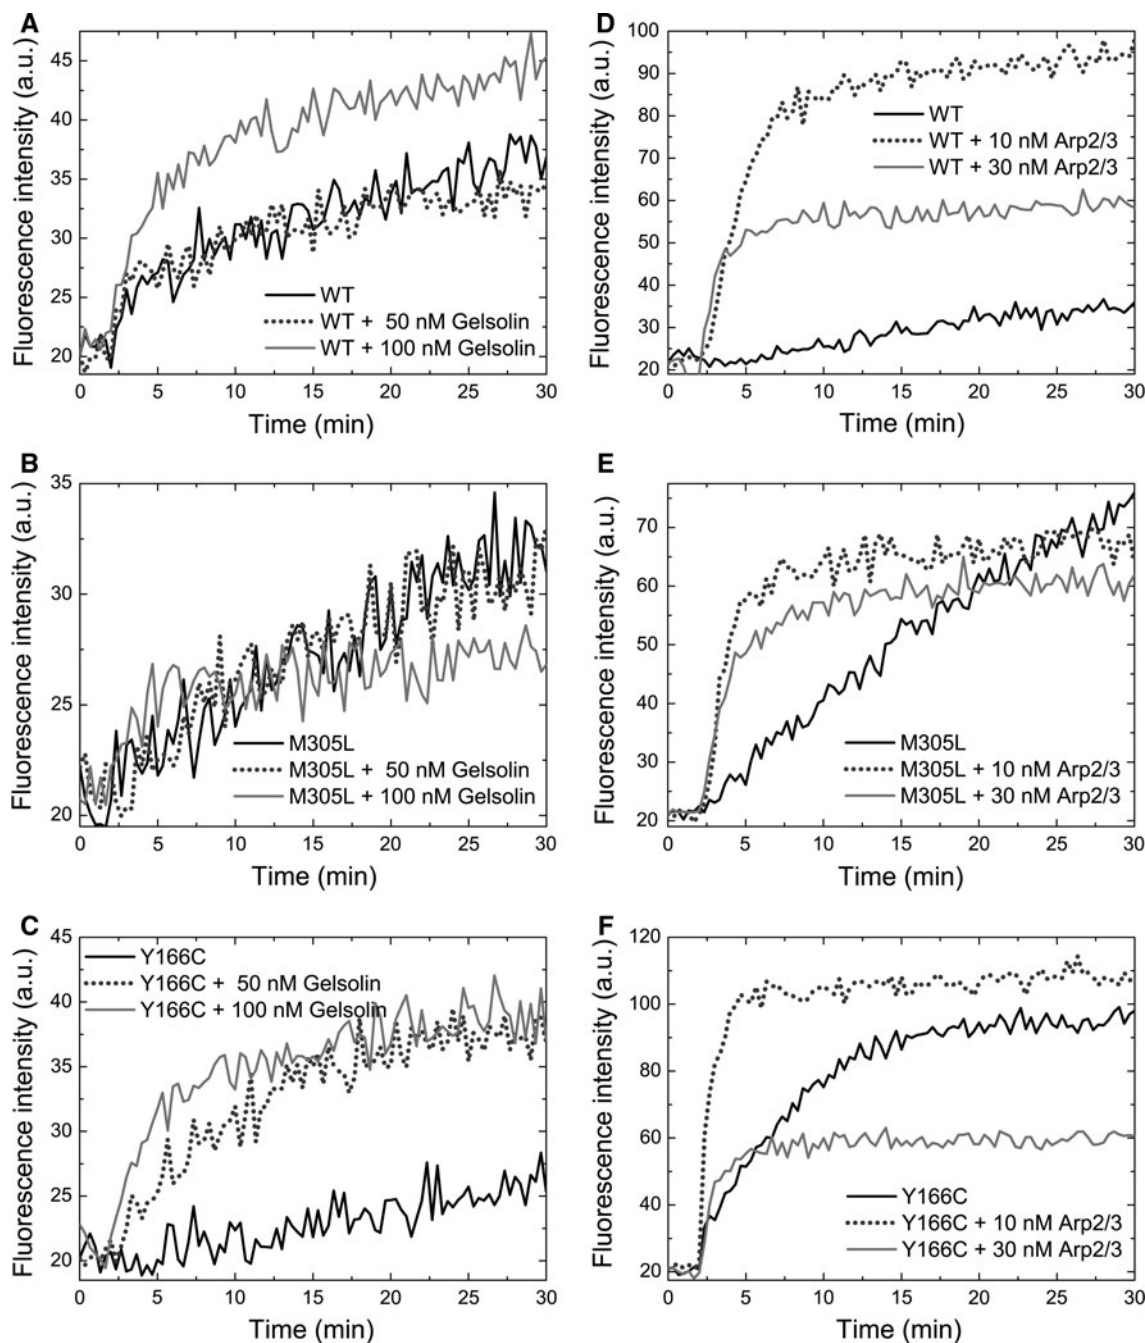 A
Fluorescence intensity (a.u.)
45
40
35
30
25
20
WT
WT + 50 nM Gelsolin
WT + 100 nM Gelsolin
0 5 10 15 20 25 30
Time (min)
D
Fluorescence intensity (a.u.)
100
90
80
70
60
50
40
30
20
WT
WT + 10 nM Arp2/3
WT + 30 nM Arp2/3
0 5 10 15 20 25 30
Time (min)
B
Fluorescence intensity (a.u.)
35
30
25
20
M305L
M305L + 50 nM Gelsolin
M305L + 100 nM Gelsolin
0 5 10 15 20 25 30
Time (min)
E
Fluorescence intensity (a.u.)
70
60
50
40
30
20
M305L
M305L + 10 nM Arp2/3
M305L + 30 nM Arp2/3
0 5 10 15 20 25 30
Time (min)
C
Fluorescence intensity (a.u.)
45
40
35
30
25
20
Y166C
Y166C + 50 nM Gelsolin
Y166C + 100 nM Gelsolin
0 5 10 15 20 25 30
Time (min)
F
Fluorescence intensity (a.u.)
120
100
80
60
40
20
Y166C
Y166C + 10 nM Arp2/3
Y166C + 30 nM Arp2/3
0 5 10 15 20 25 30
Time (min)